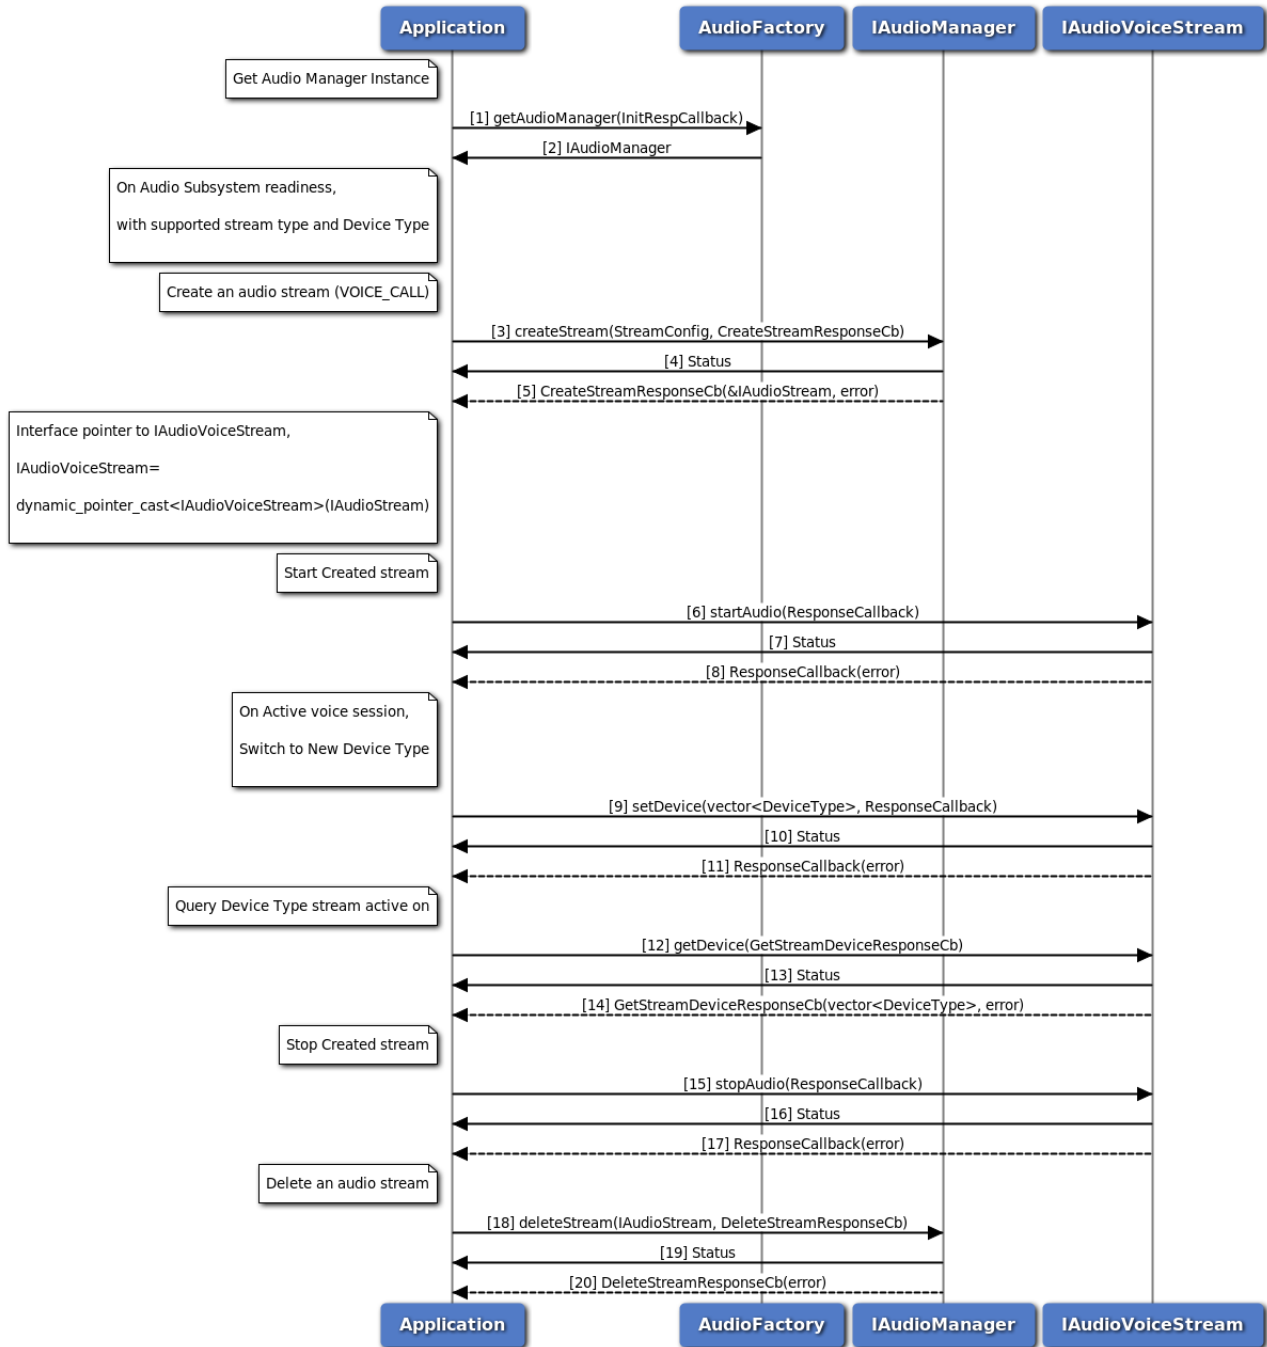 Application
AudioFactory
IAudioManager
IAudioVoiceStream
Get Audio Manager Instance
[1] getAudioManager(InitRespCallback)
[2] IAudioManager
On Audio Subsystem readiness,
with supported stream type and Device Type
Create an audio stream (VOICE_CALL)
[3] createStream(StreamConfig, CreateStreamResponseCb)
[4] Status
[5] CreateStreamResponseCb(&IAudioStream, error)
Interface pointer to IAudioVoiceStream,
IAudioVoiceStream=
dynamic_pointer_cast<IAudioVoiceStream>(IAudioStream)
Start Created stream
[6] startAudio(ResponseCallback)
[7] Status
[8] ResponseCallback(error)
On Active voice session,
Switch to New Device Type
[9] setDevice(vector<DeviceType>, ResponseCallback)
[10] Status
[11] ResponseCallback(error)
Query Device Type stream active on
[12] getDevice(GetStreamDeviceResponseCb)
[13] Status
[14] GetStreamDeviceResponseCb(vector<DeviceType>, error)
Stop Created stream
[15] stopAudio(ResponseCallback)
[16] Status
[17] ResponseCallback(error)
Delete an audio stream
[18] deleteStream(IAudioStream, DeleteStreamResponseCb)
[19] Status
[20] DeleteStreamResponseCb(error)
Application
AudioFactory
IAudioManager
IAudioVoiceStream